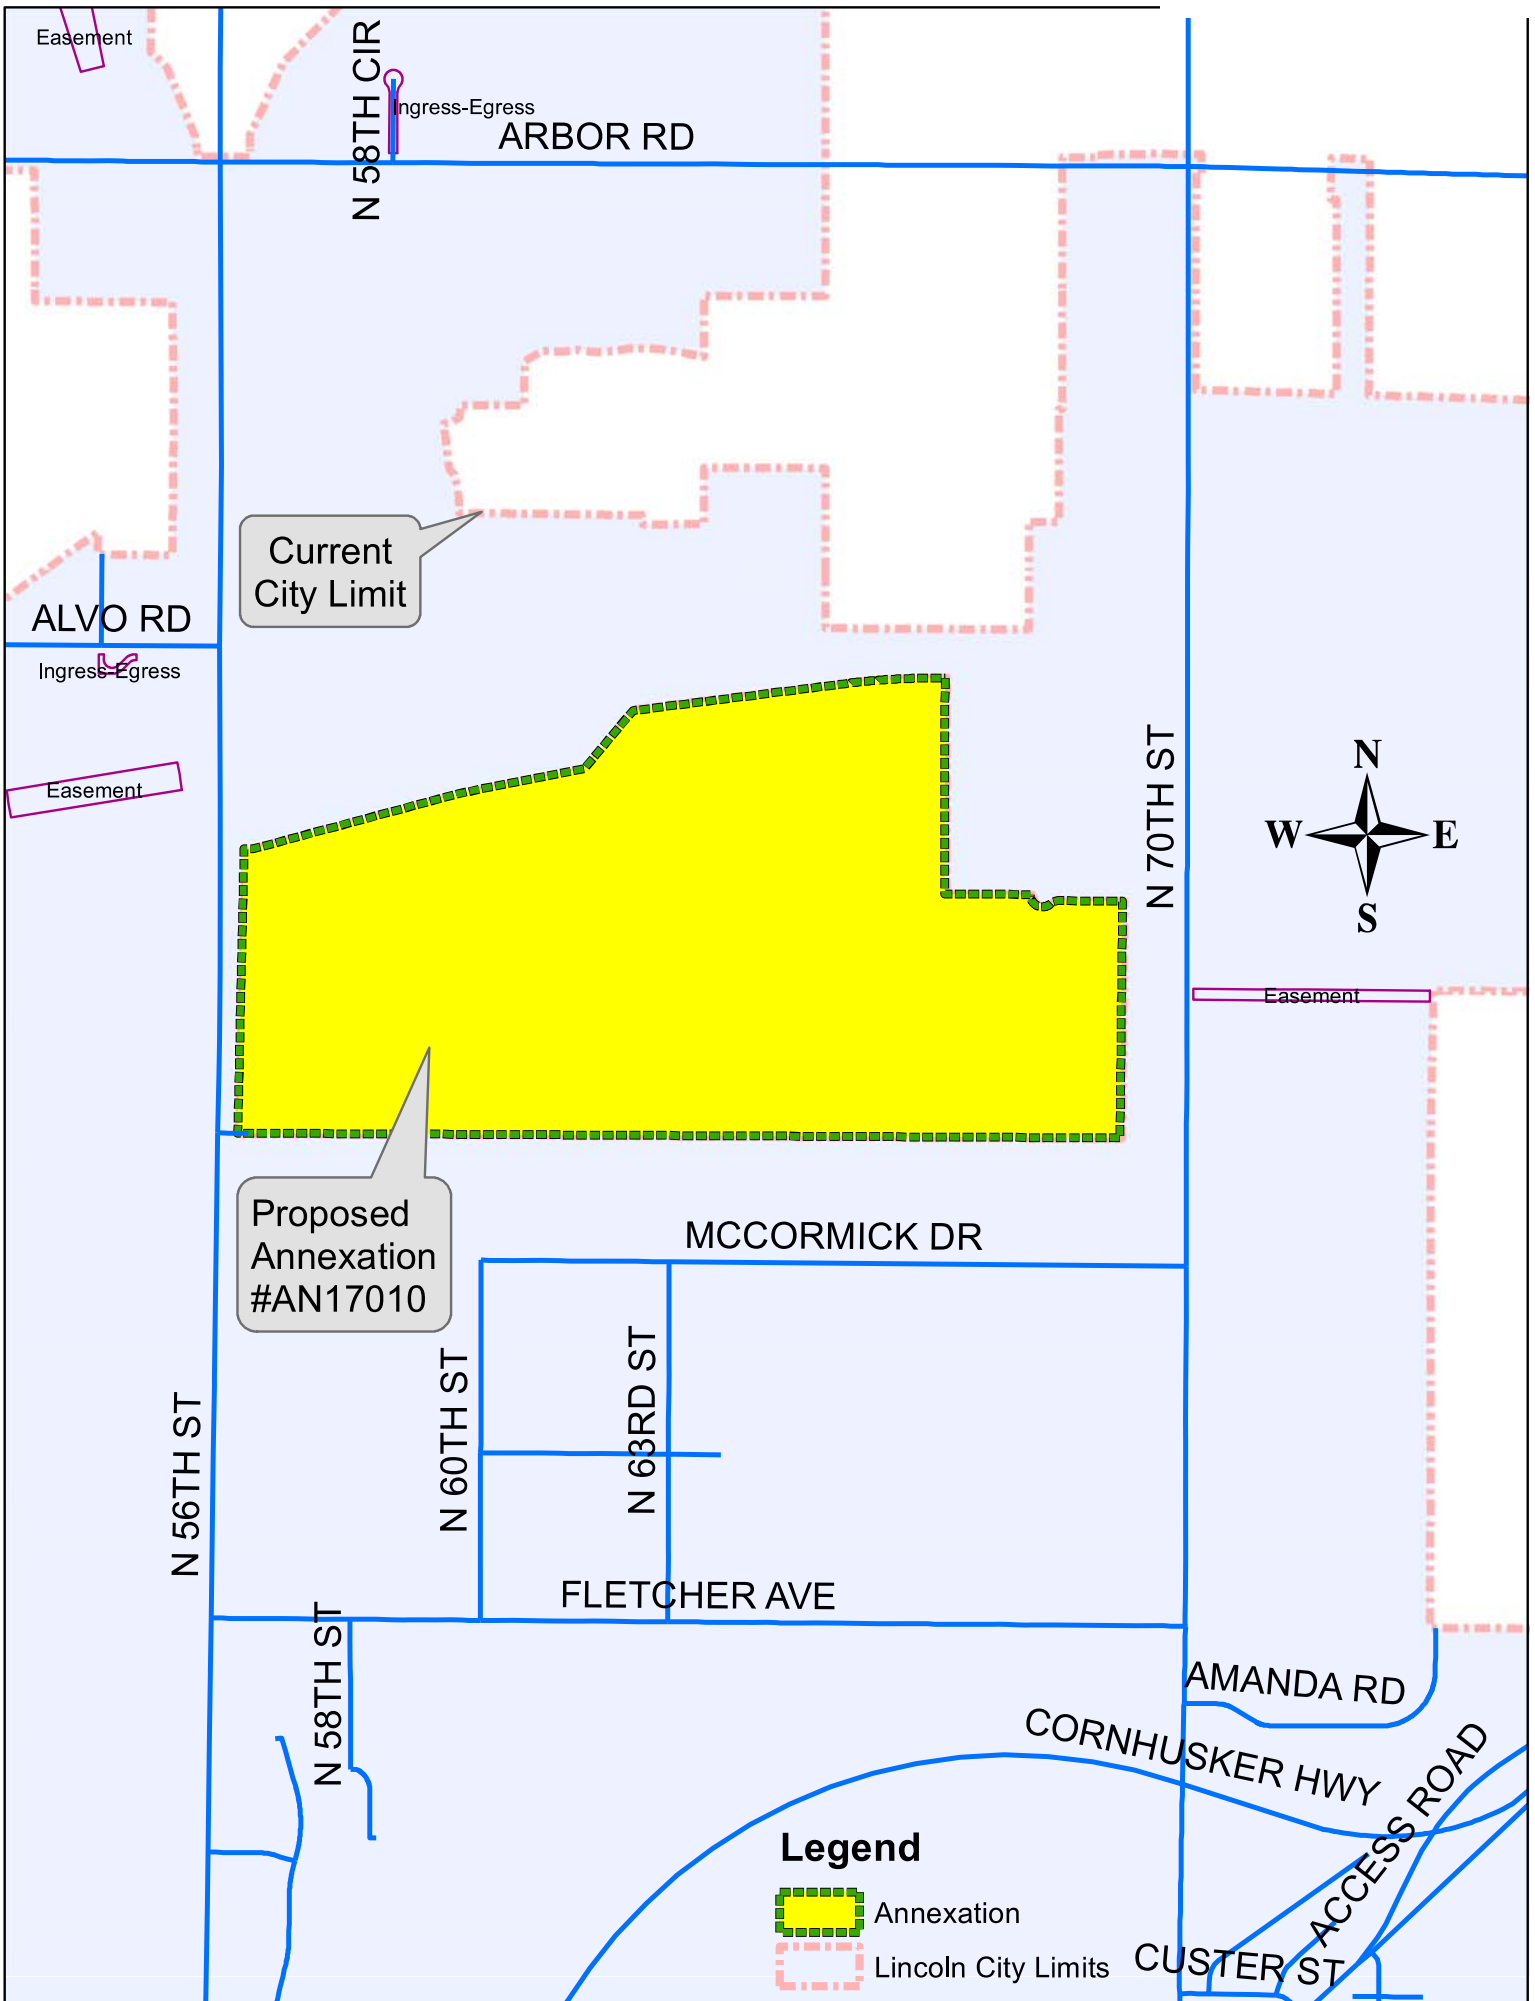 Easement
N 58TH CIR
Ingress-Egress
ARBOR RD
Current
City Limit
ALVO RD
Ingress-Egress
Easement
N 70TH ST
N
W
E
S
Easement
Proposed
Annexation
#AN17010
MCCORMICK DR
N 56TH ST
N 60TH ST
N 63RD ST
FLETCHER AVE
N 58TH ST
AMANDA RD
CORNHUSKER HWY
ACCESS ROAD
Legend
Annexation
Lincoln City Limits
CUSTER ST